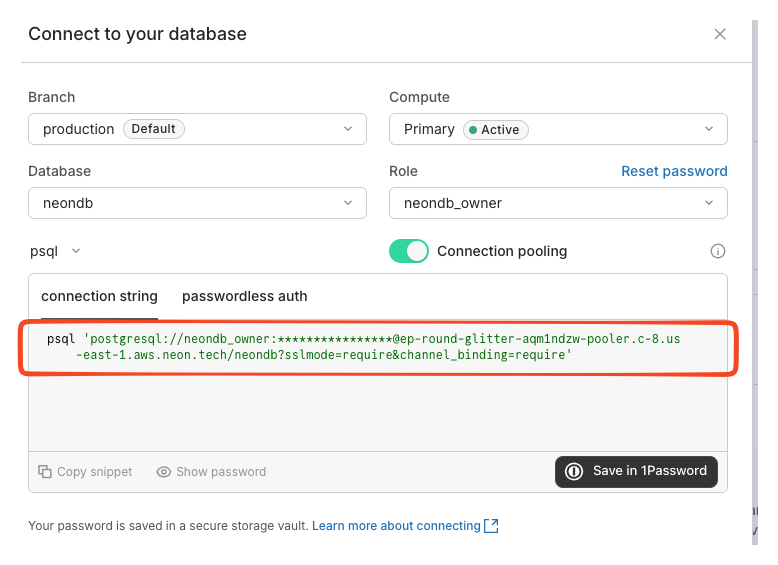 Connect to your database
Branch
Compute
production Default
Primary Active
Database
Role Reset password
neondb
neondb_owner
psql
Connection pooling
connection string passwordless auth
psql 'postgresql://neondb_owner:****************@ep-round-glitter-aqm1ndzw-pooler.c-8.us
-east-1.aws.neon.tech/neondb?sslmode=require&channel_binding=require'
Copy snippet Show password Save in 1Password
Your password is saved in a secure storage vault. Learn more about connecting